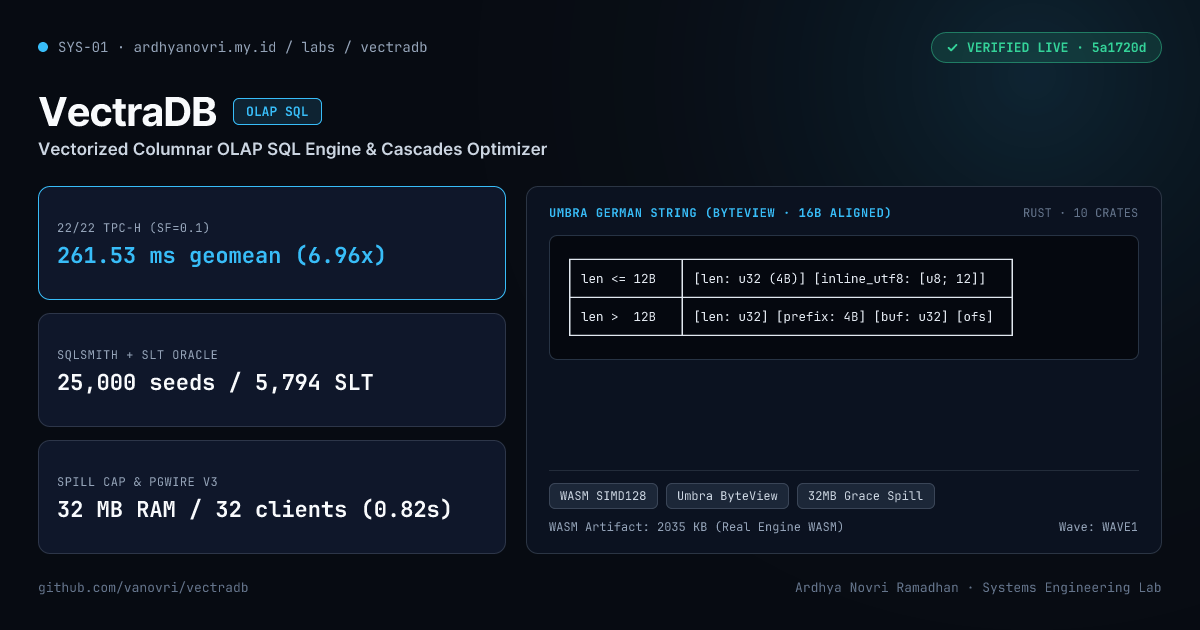 SYS-01 · ardhyanovri.my.id / labs / vectradb
✓ VERIFIED LIVE · 5a1720d
VectraDB
OLAP SQL
Vectorized Columnar OLAP SQL Engine & Cascades Optimizer
22/22 TPC-H (SF=0.1)
261.53 ms geomean (6.96x)
SQLSMITH + SLT ORACLE
25,000 seeds / 5,794 SLT
SPILL CAP & PGWIRE V3
32 MB RAM / 32 clients (0.82s)
UMBRA GERMAN STRING (BYTEVIEW · 16B ALIGNED)
RUST · 10 CRATES
len <= 12B [len: u32 (4B)] [inline_utf8: [u8; 12]]
len > 12B [len: u32] [prefix: 4B] [buf: u32] [ofs]
WASM SIMD128
Umbra ByteView
32MB Grace Spill
WASM Artifact: 2035 KB (Real Engine WASM)
Wave: WAVE1
github.com/vanovri/vectradb
Ardhya Novri Ramadhan · Systems Engineering Lab